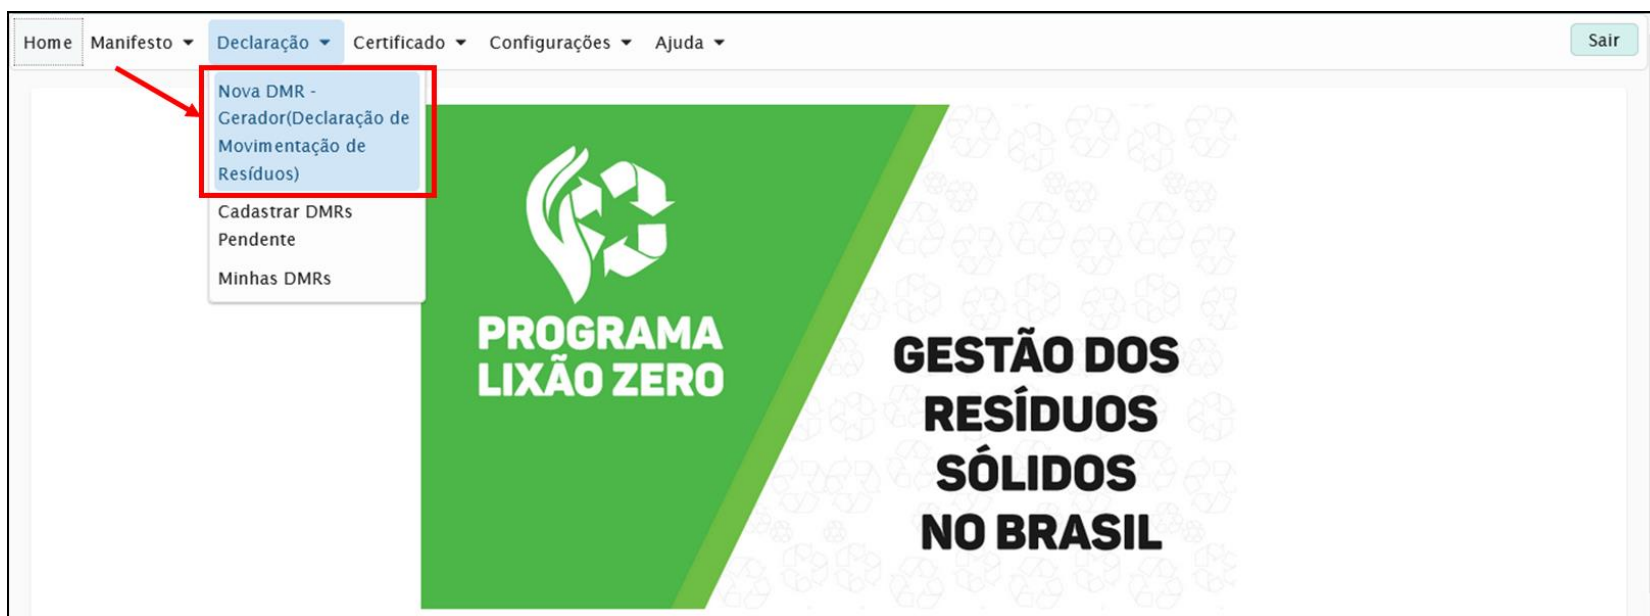 Home Manifesto Declaração Certificado Configurações Ajuda Sair
Nova DMR -
Gerador(Declaração de
Movimentação de
Resíduos)
Cadastrar DMRs
Pendente
Minhas DMRs
PROGRAMA
LIXÃO ZERO
GESTÃO DOS
RESÍDUOS
SÓLIDOS
NO BRASIL